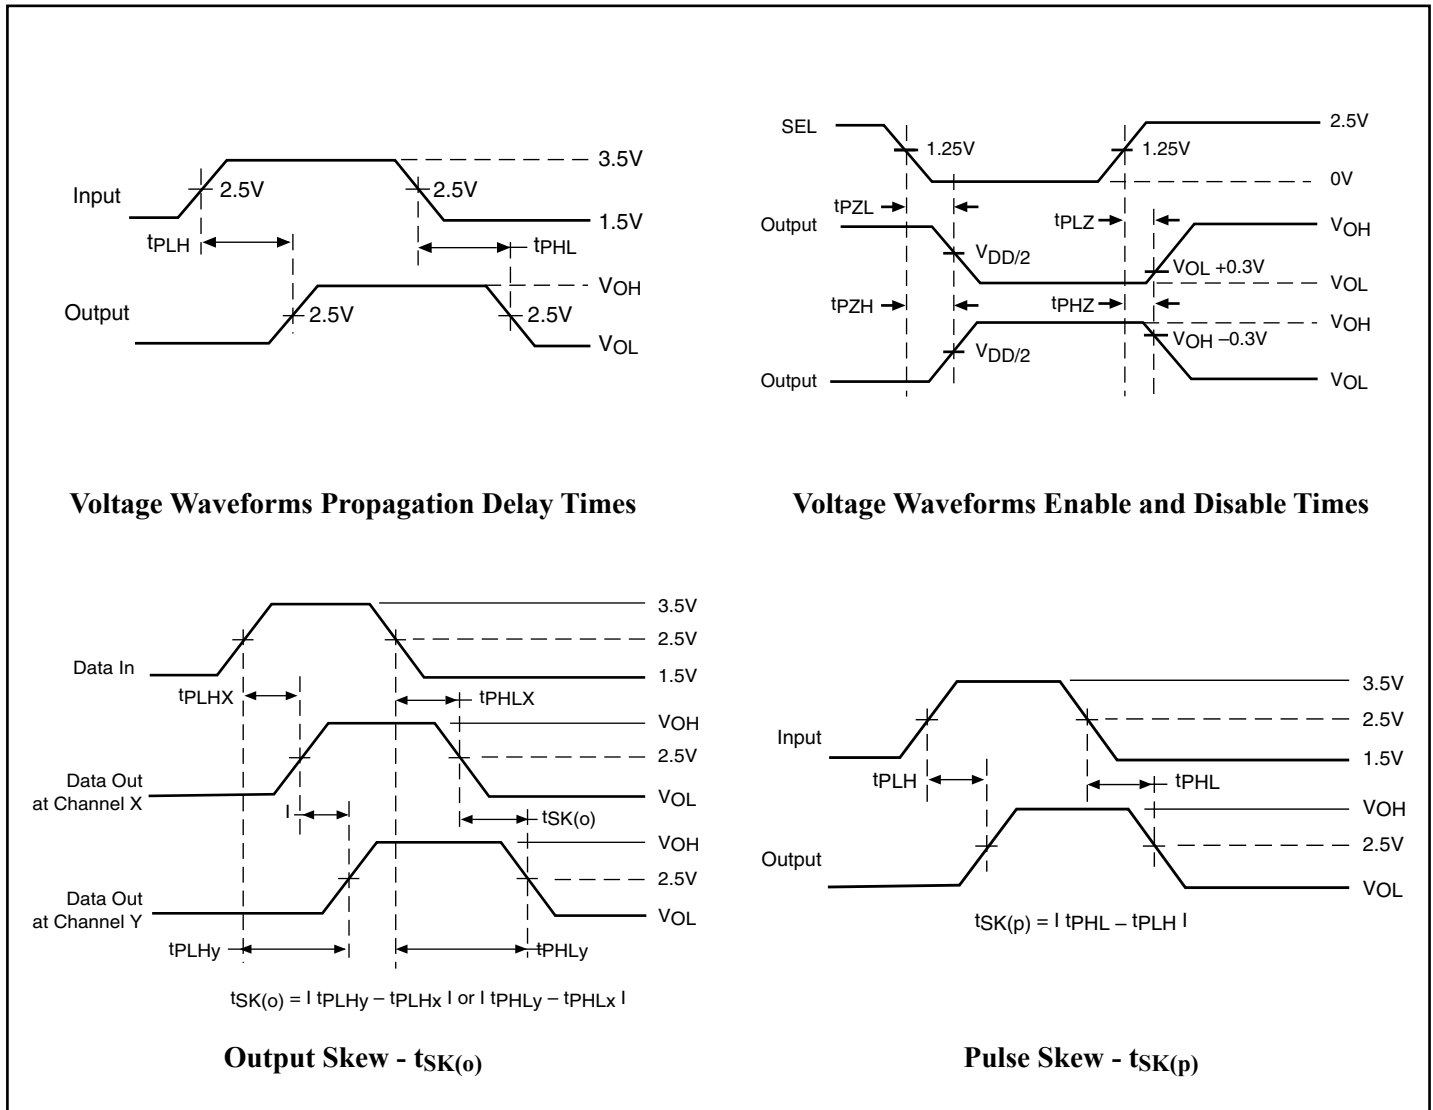 3.5V
2.5V
2.5V
Input
1.5V
tPLH
tPHL
VOH
Output
2.5V
2.5V
VOL
Voltage Waveforms Propagation Delay Times
SEL
2.5V
1.25V
1.25V
0V
tPZL
tPLZ
Output
VOH
VDD/2
VOL +0.3V
VOL
tPZH
tPHZ
VOH
VDD/2
VOH –0.3V
Output
VOL
Voltage Waveforms Enable and Disable Times
3.5V
2.5V
Data In
1.5V
tPLHX
tPHLX
VOH
2.5V
Data Out
at Channel X
VOL
I
tSK(o)
VOH
2.5V
Data Out
at Channel Y
VOL
tPLHy
tPHLy
tSK(o) = I tPLHy – tPLHx I or I tPHLy – tPHLx I
Output Skew - tSK(o)
3.5V
2.5V
Input
1.5V
tPLH
tPHL
VOH
2.5V
Output
VOL
tSK(p) = I tPHL – tPLH I
Pulse Skew - tSK(p)